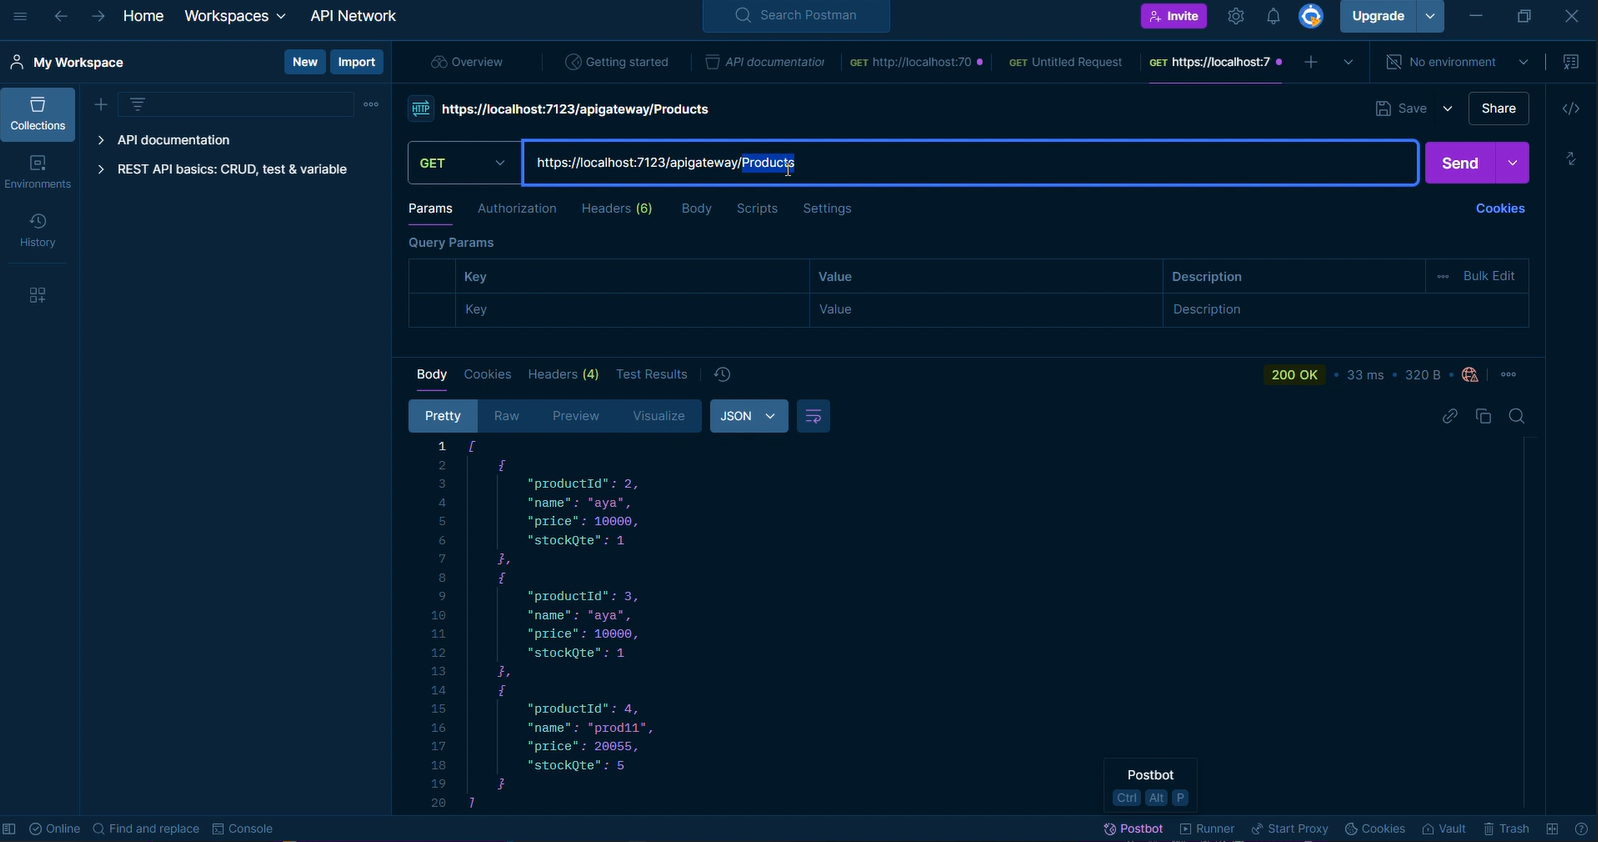 Home Workspaces API Network Search Postman Invite Upgrade
My Workspace New Import Overview Getting started API documentation GET http://localhost:70 GET Untitled Request GET https://localhost:7 No environment
Collections
Environments
History
API documentation
REST API basics: CRUD, test & variable
HTTP https://localhost:7123/apigateway/Products Save Share
GET https://localhost:7123/apigateway/Products Send
Params Authorization Headers (6) Body Scripts Settings Cookies
Query Params
Key Value Description Bulk Edit
Key Value Description
Body Cookies Headers (4) Test Results 200 OK • 33 ms • 320 B •
Pretty Raw Preview Visualize JSON
1 [
2 {
3 "productId": 2,
4 "name": "aya",
5 "price": 10000,
6 "stockQte": 1
7 },
8 {
9 "productId": 3,
10 "name": "aya",
11 "price": 10000,
12 "stockQte": 1
13 },
14 {
15 "productId": 4,
16 "name": "prod11",
17 "price": 20055,
18 "stockQte": 5
19 }
20 ]
Postbot
Ctrl Alt P
Online Find and replace Console Postbot Runner Start Proxy Cookies Vault Trash